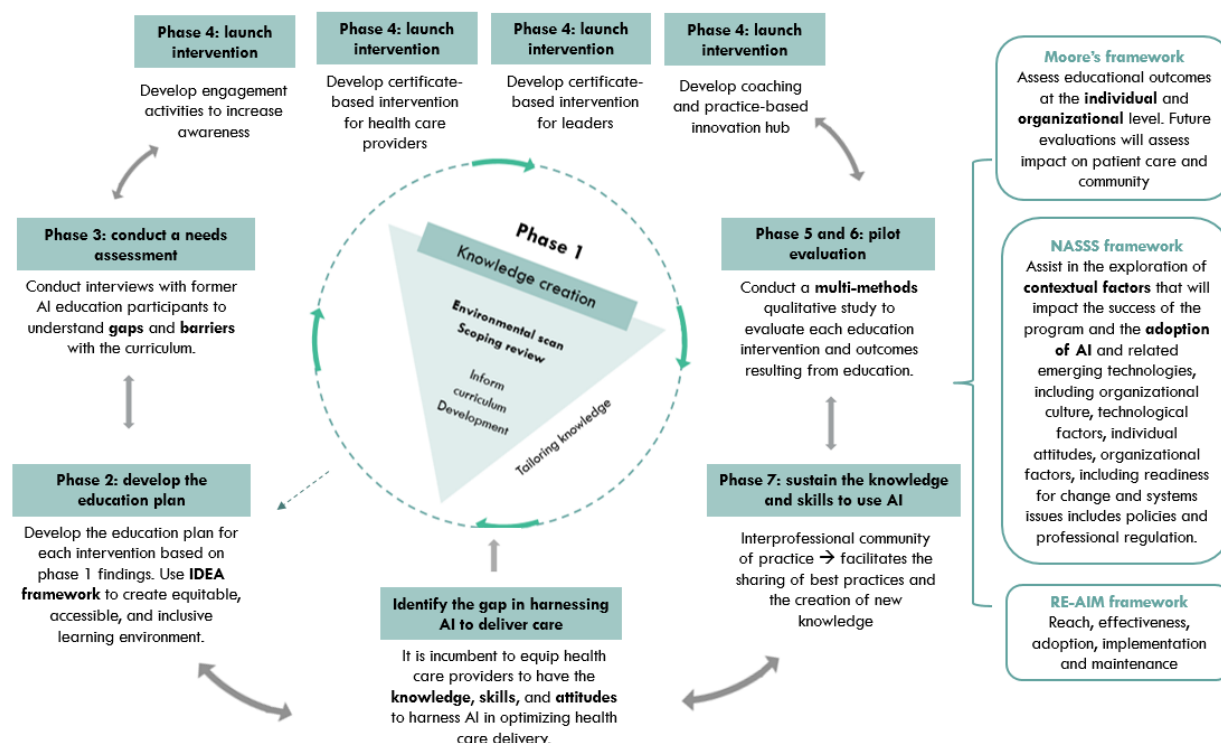 Phase 4: launch
intervention
Develop engagement
activities to increase
awareness
Phase 4: launch
intervention
Develop certificate-
based intervention
for health care
providers
Phase 4: launch
intervention
Develop certificate-
based intervention
for leaders
Phase 4: launch
intervention
Develop coaching
and practice-based
innovation hub
Phase 3: conduct a needs
assessment
Conduct interviews with former
AI education participants to
understand gaps and barriers
with the curriculum.
Phase 2: develop the
education plan
Develop the education plan for
each intervention based on
phase 1 findings. Use IDEA
framework to create equitable,
accessible, and inclusive
learning environment.
Phase 1
Knowledge creation
Environmental scan
Scoping review
Inform
curriculum
Development
Tailoring knowledge
Identify the gap in harnessing
AI to deliver care
It is incumbent to equip health
care providers to have the
knowledge, skills, and attitudes
to harness AI in optimizing health
care delivery.
Phase 5 and 6: pilot
evaluation
Conduct a multi-methods
qualitative study to
evaluate each education
intervention and outcomes
resulting from education.
Phase 7: sustain the knowledge
and skills to use AI
Interprofessional community
of practice → facilitates the
sharing of best practices and
the creation of new
knowledge
Moore's framework
Assess educational outcomes
at the individual and
organizational level. Future
evaluations will assess
impact on patient care and
community
NASSS framework
Assist in the exploration of
contextual factors that will
impact the success of the
program and the adoption
of AI and related
emerging technologies,
including organizational
culture, technological
factors, individual
attitudes, organizational
factors, including readiness
for change and systems
issues includes policies and
professional regulation.
RE-AIM framework
Reach, effectiveness,
adoption, implementation
and maintenance